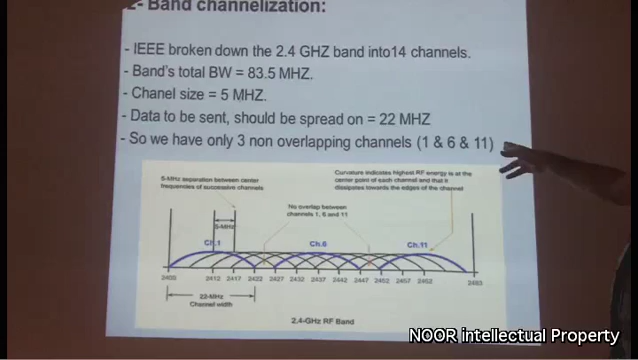 2- Band channelization:
- IEEE broken down the 2.4 GHZ band into14 channels.
- Band's total BW = 83.5 MHZ.
- Chanel size = 5 MHZ.
- Data to be sent, should be spread on = 22 MHZ
- So we have only 3 non overlapping channels (1 & 6 & 11)
5-MHz separation between center
frequencies of successive channels
Curvature indicates highest RF energy is at the
center point of each channel and that it
dissipates towards the edges of the channel
No overlap between
channels 1, 6 and 11
5-MHz
Ch.1
Ch.6
Ch.11
2400 2412 2417 2422 2427 2432 2437 2442 2447 2452 2457 2462 2483
22-MHz
Channel width
2.4-GHz RF Band
NOOR intellectual Property